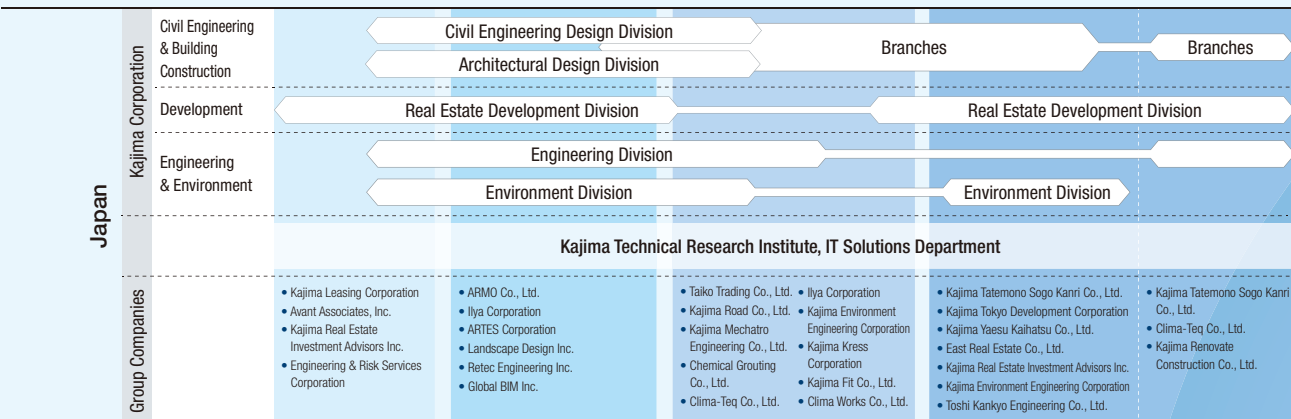 Japan
Kajima Corporation
Civil Engineering
& Building
Construction
Civil Engineering Design Division
Architectural Design Division
Branches
Branches
Development
Real Estate Development Division
Real Estate Development Division
Engineering
& Environment
Engineering Division
Environment Division
Environment Division
Kajima Technical Research Institute, IT Solutions Department
Group Companies
• Kajima Leasing Corporation
• Avant Associates, Inc.
• Kajima Real Estate
Investment Advisors Inc.
• Engineering & Risk Services
Corporation
• ARMO Co., Ltd.
• Ilya Corporation
• ARTES Corporation
• Landscape Design Inc.
• Retec Engineering Inc.
• Global BIM Inc.
• Taiko Trading Co., Ltd.
• Kajima Road Co., Ltd.
• Kajima Mechatro
Engineering Co., Ltd.
• Chemical Grouting
Co., Ltd.
• Clima-Teq Co., Ltd.
• Ilya Corporation
• Kajima Environment
Engineering Corporation
• Kajima Kress
Corporation
• Kajima Fit Co., Ltd.
• Clima Works Co., Ltd.
• Kajima Tatemono Sogo Kanri Co., Ltd.
• Kajima Tokyo Development Corporation
• Kajima Yaesu Kaihatsu Co., Ltd.
• East Real Estate Co., Ltd.
• Kajima Real Estate Investment Advisors Inc.
• Kajima Environment Engineering Corporation
• Toshi Kankyo Engineering Co., Ltd.
• Kajima Tatemono Sogo Kanri
Co., Ltd.
• Clima-Teq Co., Ltd.
• Kajima Renovate
Construction Co., Ltd.